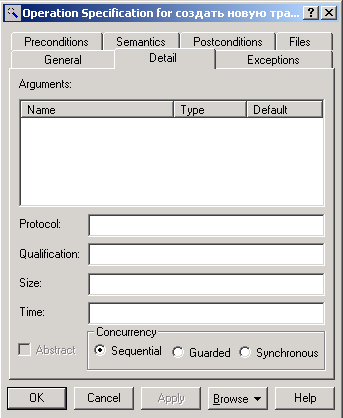 Operation Specification for создать новую тра...
Preconditions Semantics Postconditions Files
General Detail Exceptions
Arguments:
Name Type Default
Protocol:
Qualification:
Size:
Time:
Concurrency
Abstract Sequential Guarded Synchronous
OK Cancel Apply Browse Help